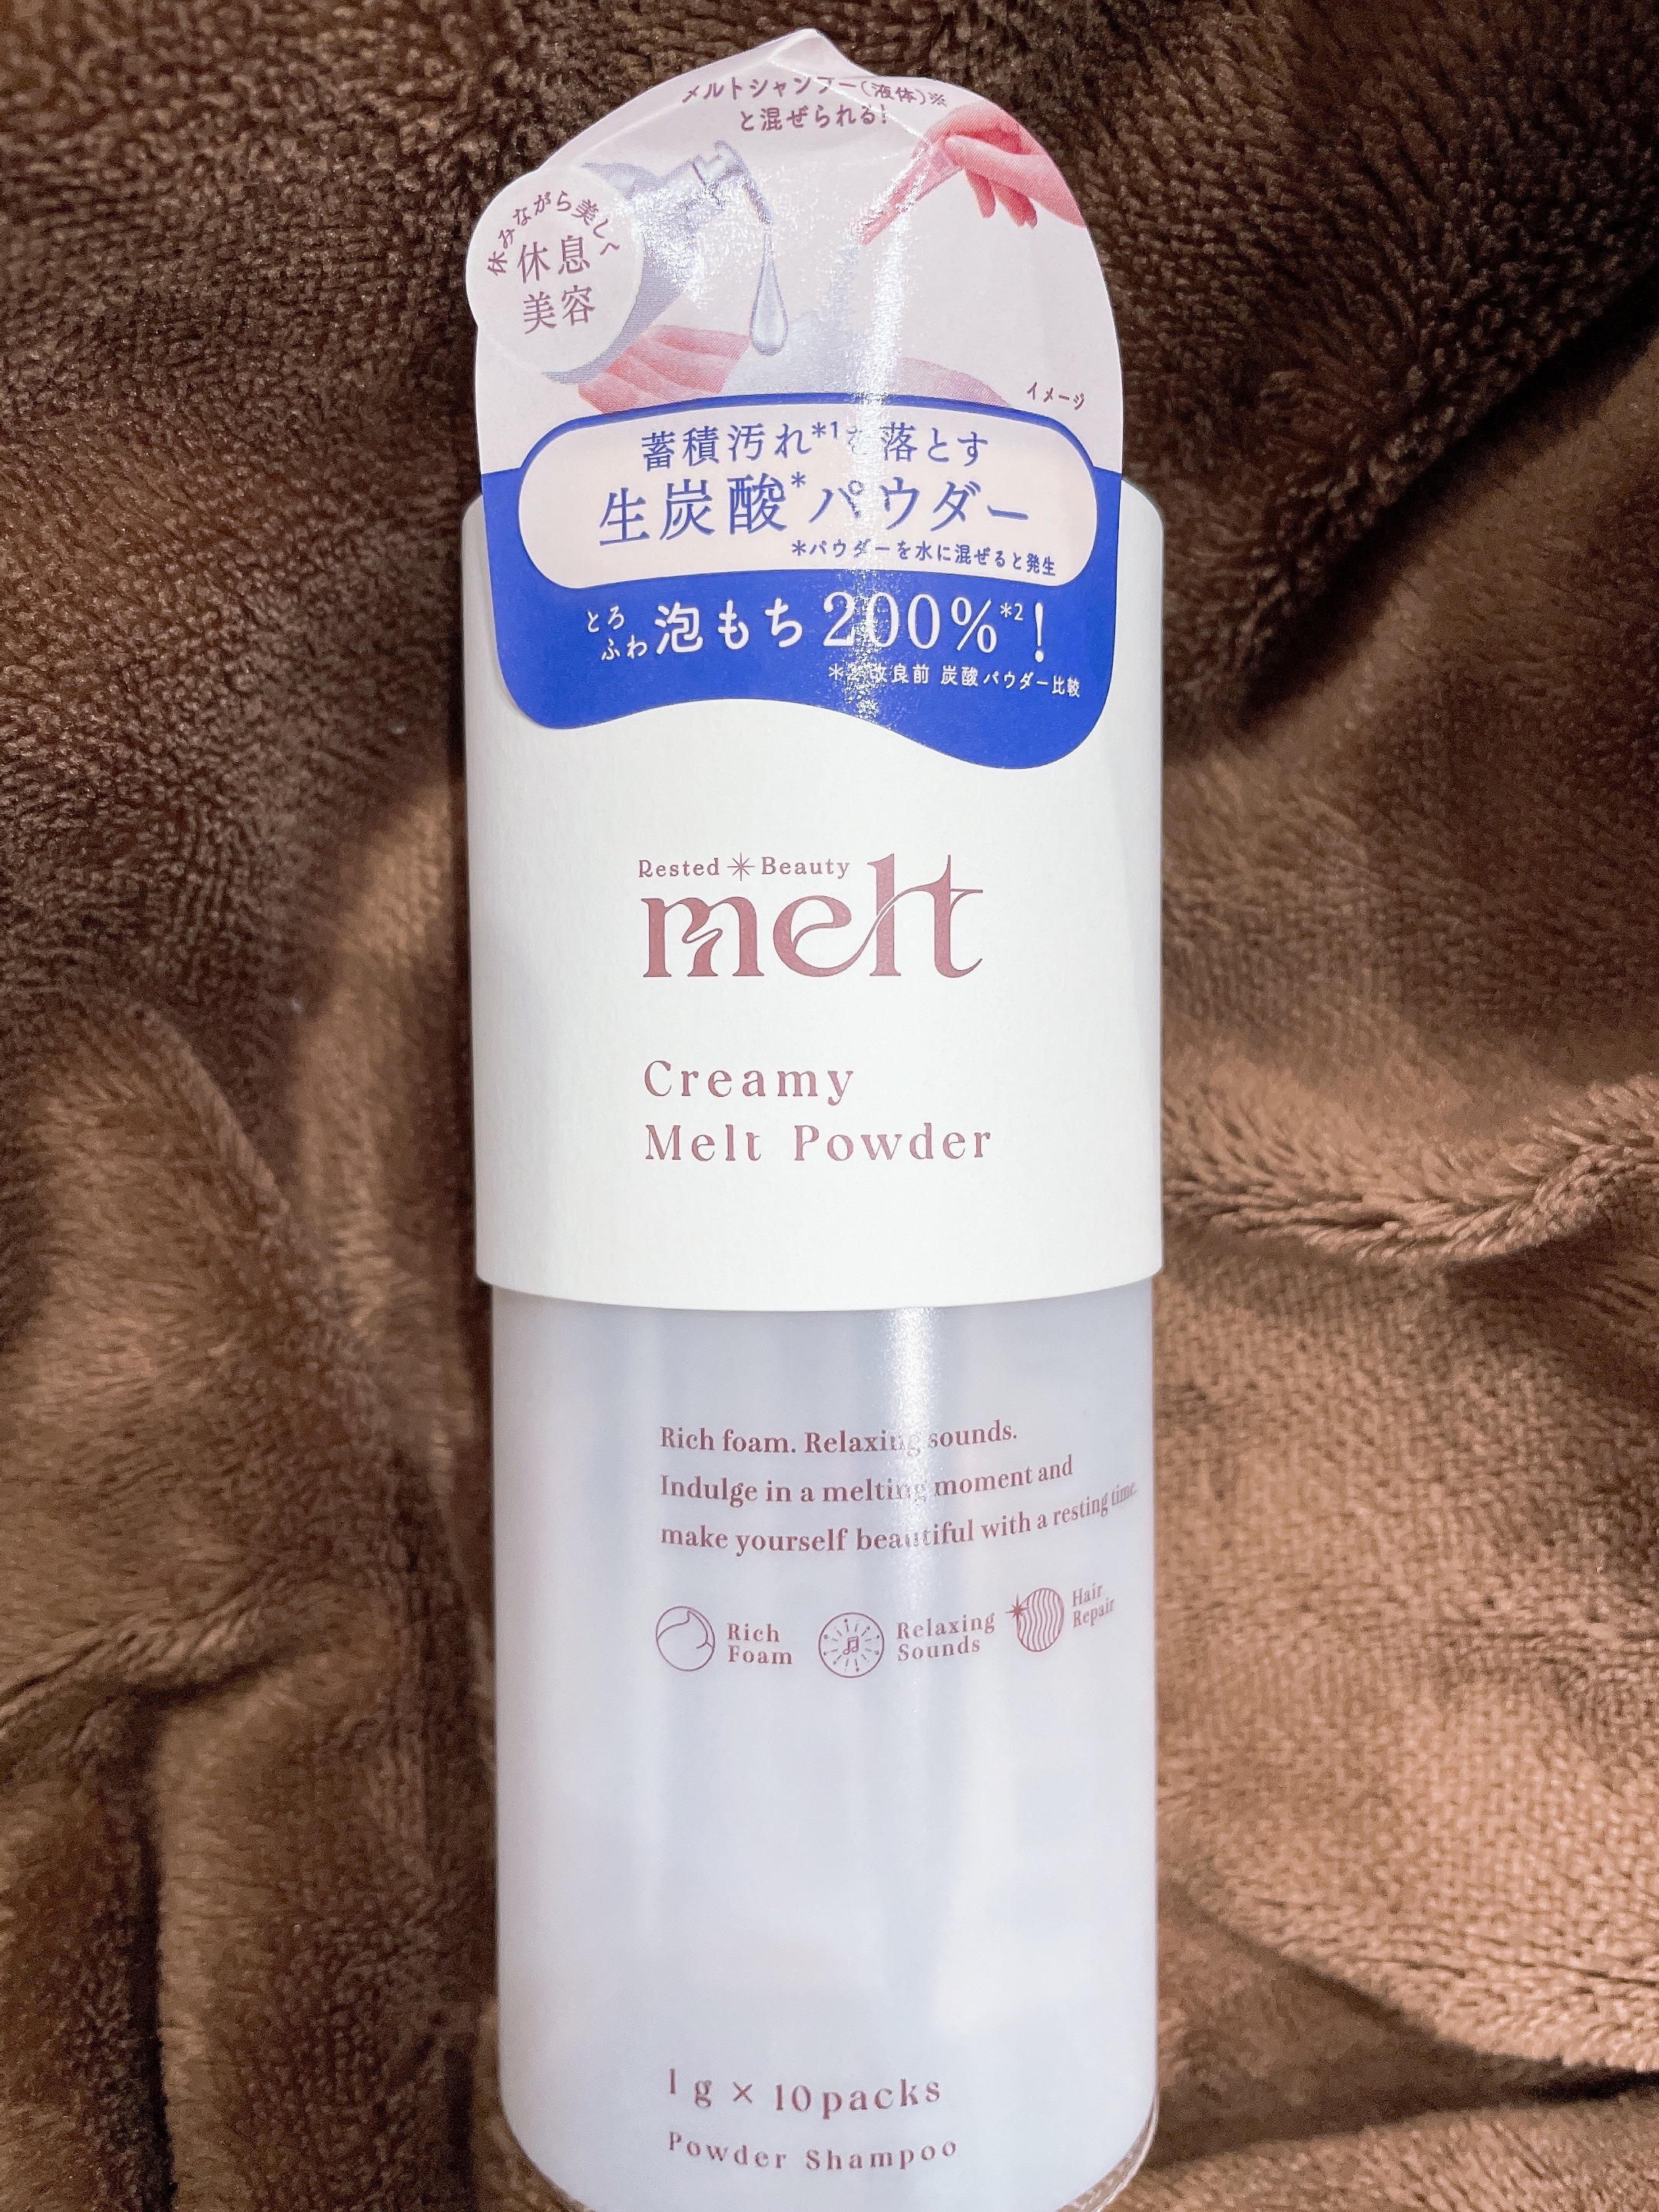 メルトシャンプー(液体)※
と混ぜられる!
休みながら美しく
休息
美容
イメージ
蓄積汚れ*1を落とす
生炭酸*パウダー
*パウダーを水に混ぜると発生
とろ
ふわ 泡もち200%*2!
*2 改良前 炭酸パウダー比較
Rested Beauty
melt
Creamy
Melt Powder
Rich foam. Relaxing sounds.
Indulge in a melting moment and
make yourself beautiful with a resting time.
Rich
Foam
Relaxing
Sounds
Hair
Repair
1g×10packs
Powder Shampoo